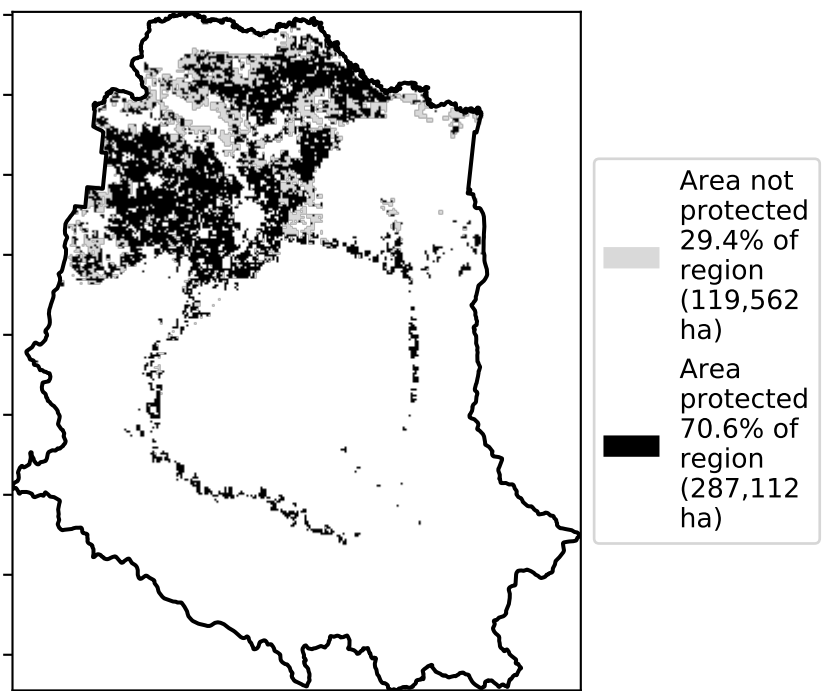 Area not
protected
29.4% of
region
(119,562
ha)
Area
protected
70.6% of
region
(287,112
ha)